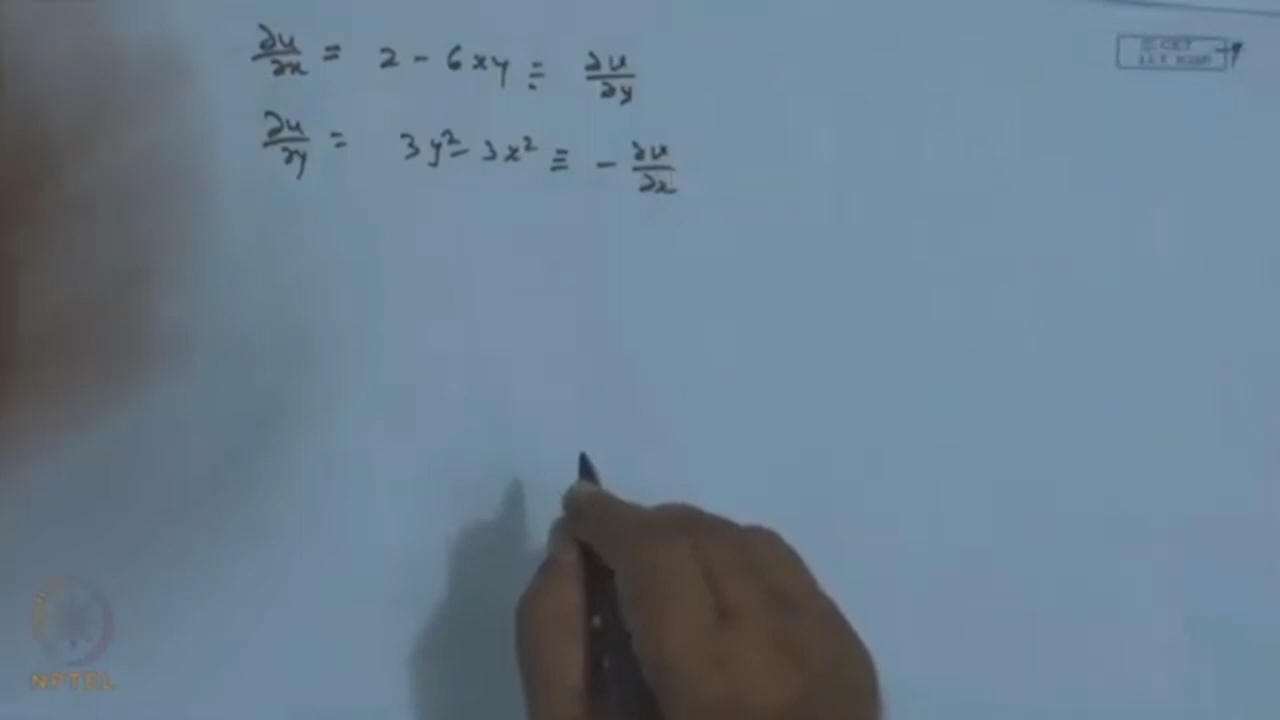 ∂u/∂x = 2 - 6xy = ∂v/∂y
∂u/∂y = 3y² - 3x² = - ∂v/∂x
NPTEL